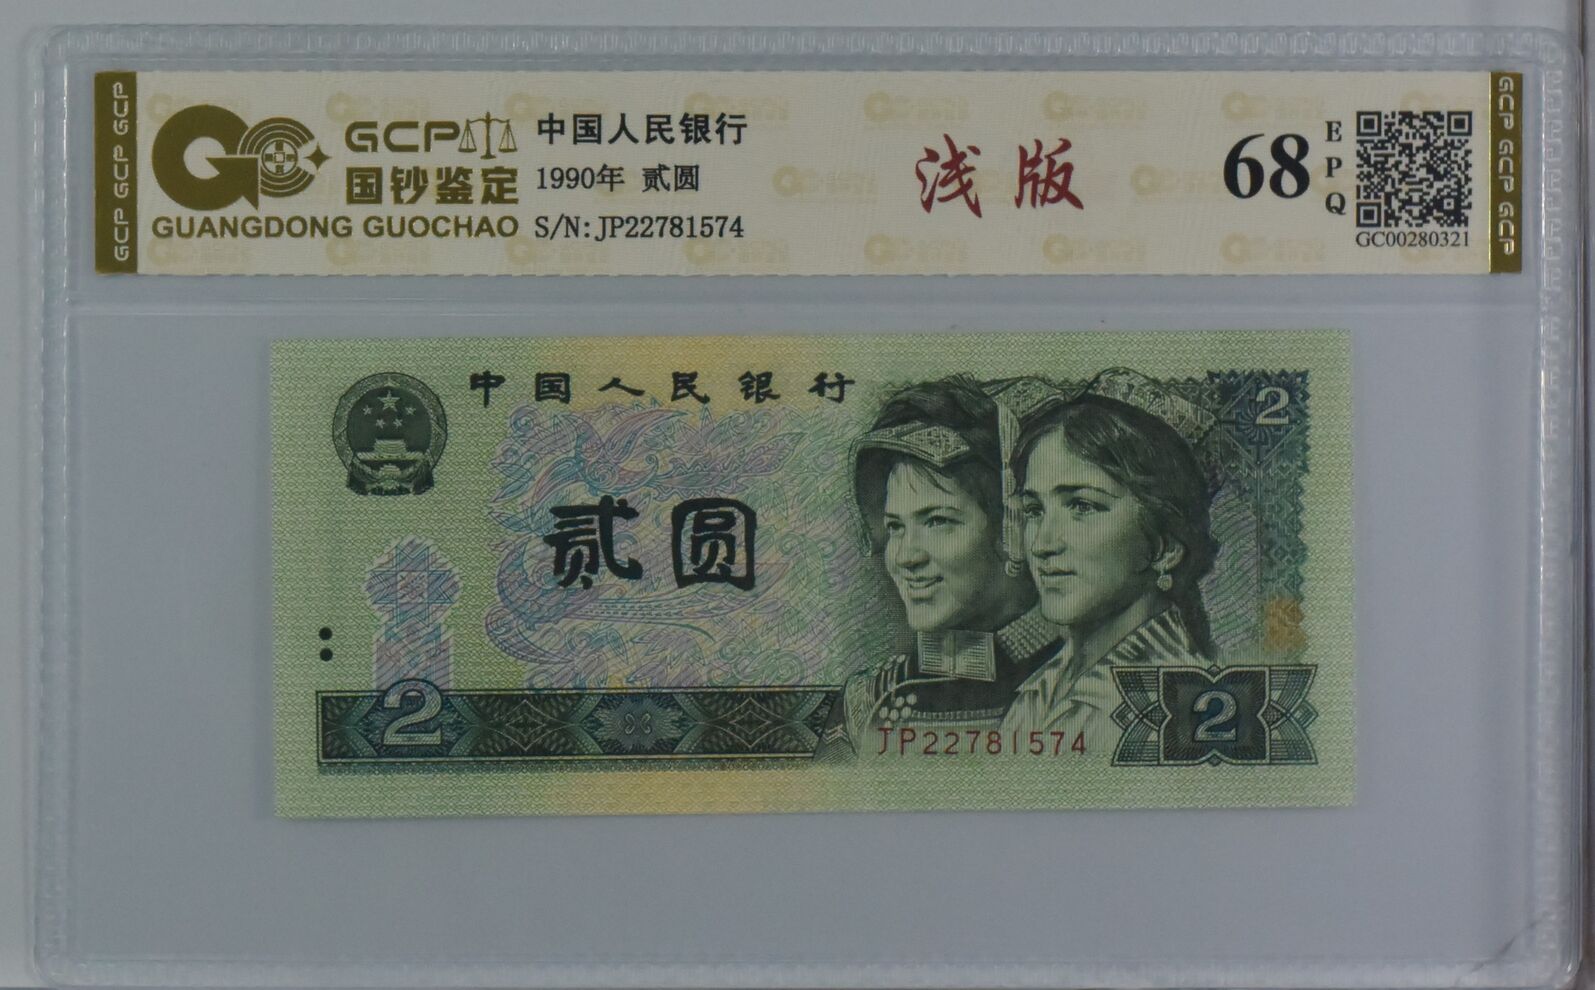 GCP GCP GCP
GCP
国钞鉴定
GUANGDONG GUOCHAO
中国人民银行
1990年 贰圆
S/N:JP22781574
浅版
68
EPQ
GC00280321
GCP GCP GCP
中国人民银行
2
贰圆
2
JP22781574
2